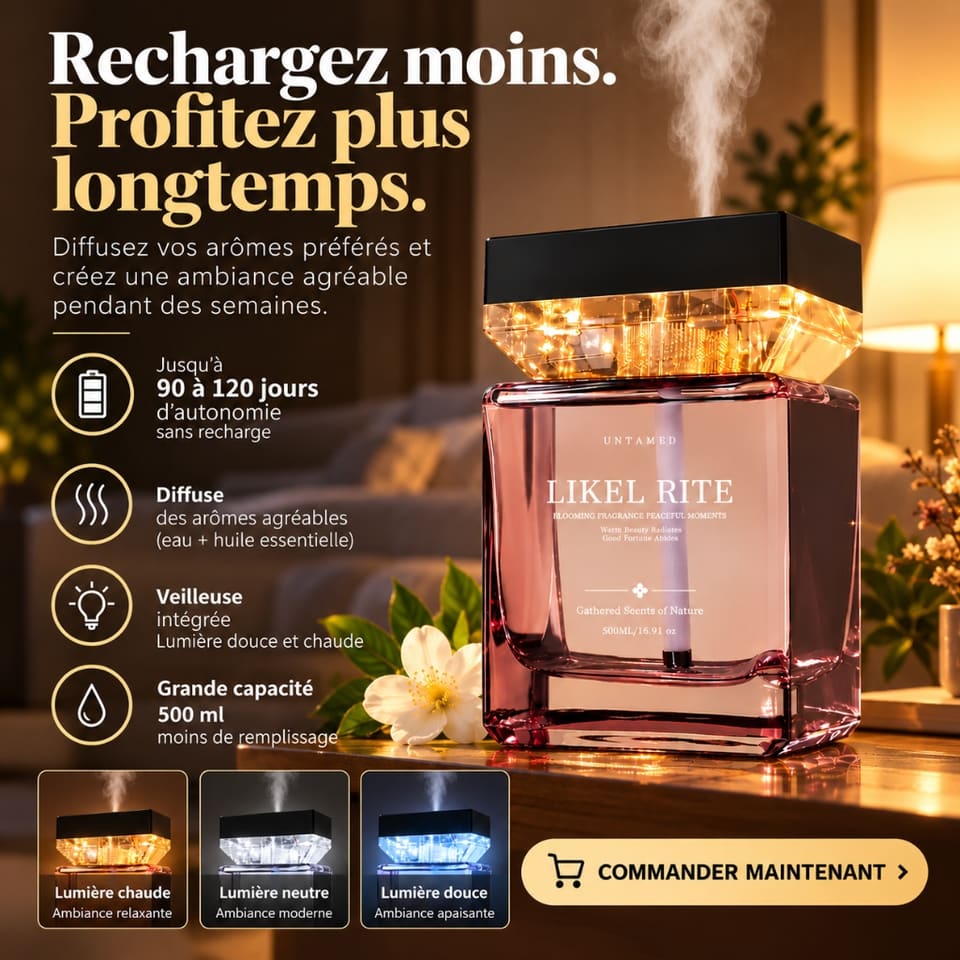 Rechargez moins.
Profitez plus
longtemps.
Diffusez vos arômes préférés et
créez une ambiance agréable
pendant des semaines.
Jusqu'à
90 à 120 jours
d'autonomie
sans recharge
Diffuse
des arômes agréables
(eau + huile essentielle)
Veilleuse
intégrée
Lumière douce et chaude
Grande capacité
500 ml
moins de remplissage
UNTAMED
LIKEL RITE
BLOOMING FRAGRANCE PEACEFUL MOMENTS
Warm Beauty Radiates
Good Fortune Abides
Gathered Scents of Nature
500ML/16.91 oz
Lumière chaude
Ambiance relaxante
Lumière neutre
Ambiance moderne
Lumière douce
Ambiance apaisante
COMMANDER MAINTENANT